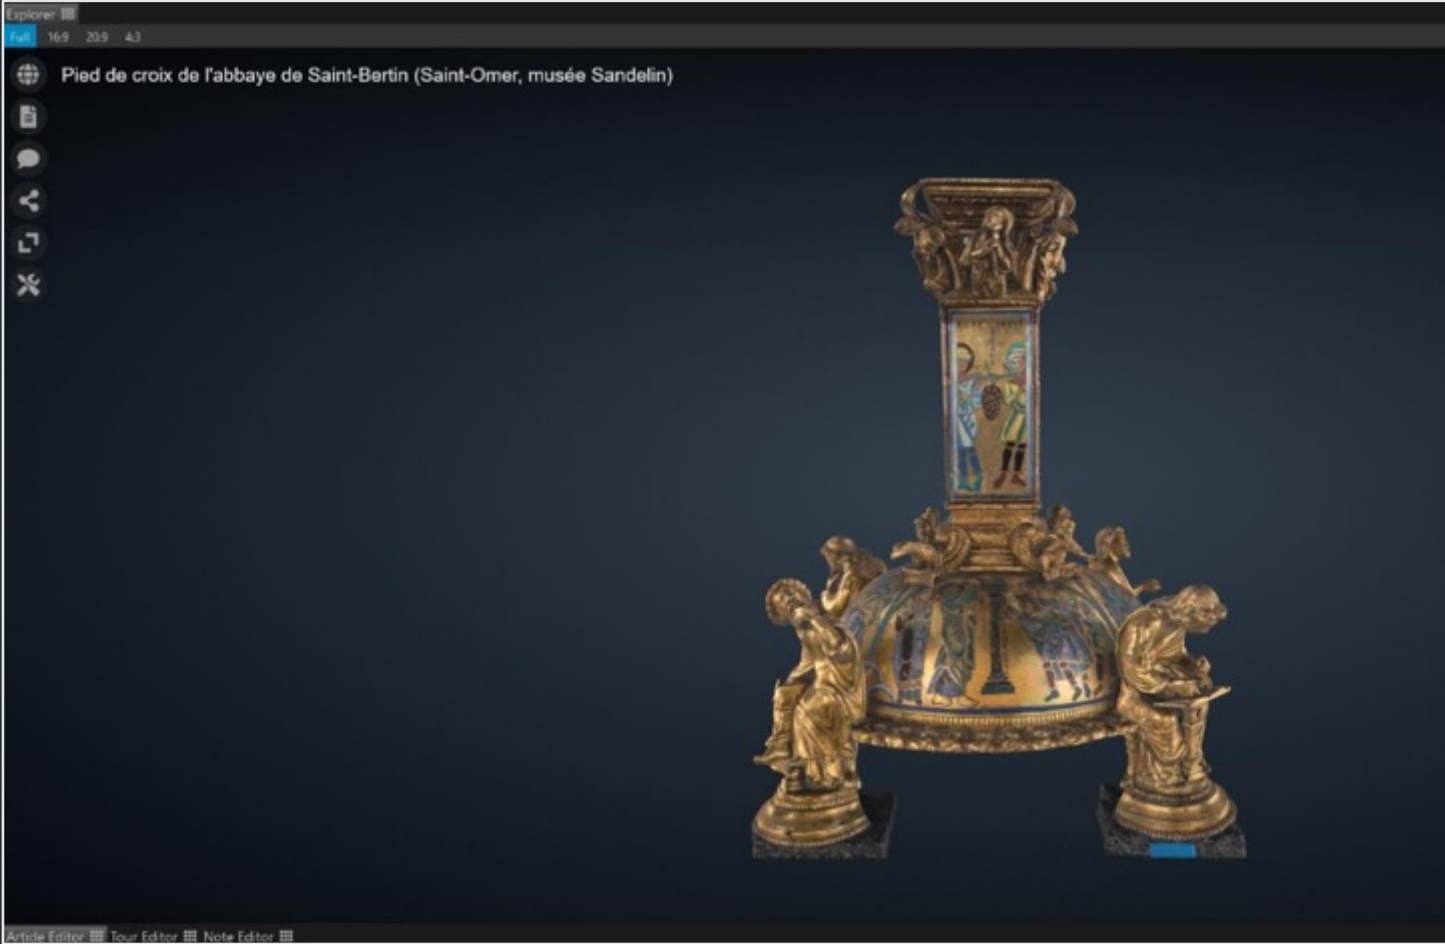 Explorer
Full 16:9 20:9 4:3
Pied de croix de l'abbaye de Saint-Bertin (Saint-Omer, musée Sandelin)
Article Editor Tour Editor Note Editor